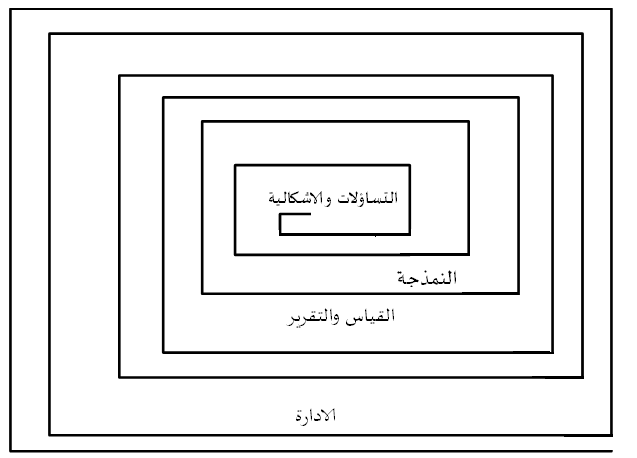 التساؤلات والاشكالية
النمذجة
القياس والتقرير
الادارة